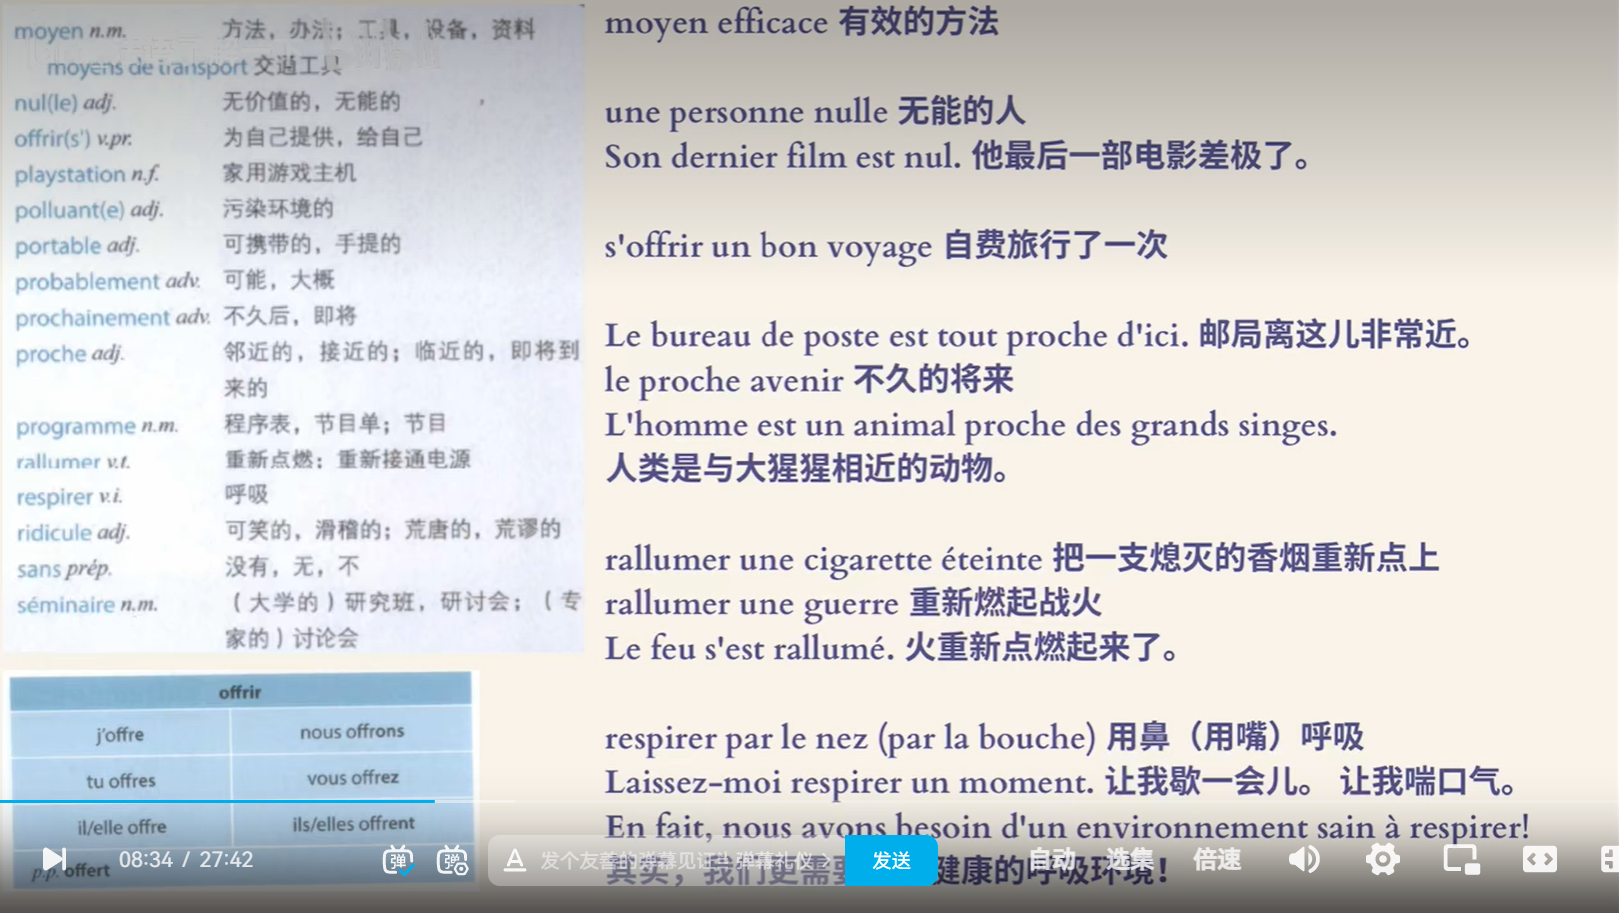 moyen n.m. 方法，办法；工具，设备，资料
moyens de transport 交通工具
nul(le) adj. 无价值的，无能的
offrir(s') v.pr. 为自己提供，给自己
playstation n.f. 家用游戏主机
polluant(e) adj. 污染环境的
portable adj. 可携带的，手提的
probablement adv. 可能，大概
prochainement adv. 不久后，即将
proche adj. 邻近的，接近的；临近的，即将到
来的
programme n.m. 程序表，节目单；节目
rallumer v.t. 重新点燃；重新接通电源
respirer v.i. 呼吸
ridicule adj. 可笑的，滑稽的；荒唐的，荒谬的
sans prép. 没有，无，不
séminaire n.m. （大学的）研究班，研讨会；（专
家的）讨论会
offrir
j'offre nous offrons
tu offres vous offrez
il/elle offre ils/elles offrent
p.p. offert
moyen efficace 有效的方法
une personne nulle 无能的人
Son dernier film est nul. 他最后一部电影差极了。
s'offrir un bon voyage 自费旅行了一次
Le bureau de poste est tout proche d'ici. 邮局离这儿非常近。
le proche avenir 不久的将来
L'homme est un animal proche des grands singes.
人类是与大猩猩相近的动物。
rallumer une cigarette éteinte 把一支熄灭的香烟重新点上
rallumer une guerre 重新燃起战火
Le feu s'est rallumé. 火重新点燃起来了。
respirer par le nez (par la bouche) 用鼻（用嘴）呼吸
Laissez-moi respirer un moment. 让我歇一会儿。 让我喘口气。
En fait, nous avons besoin d'un environnement sain à respirer!
其实，我们更需要 健康的呼吸环境！
08:34 / 27:42
弹 弹
A 发个友善的弹幕见证当弹幕礼仪 发送 自动 选集 倍速